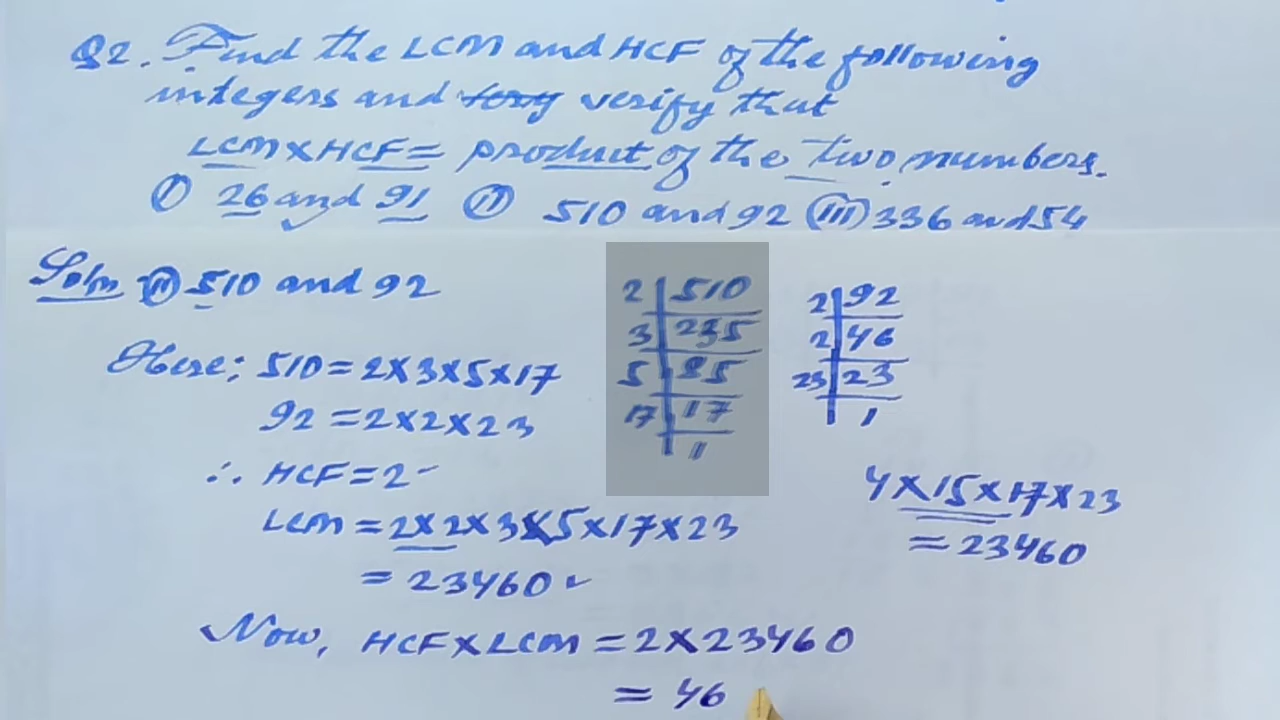 Q2. Find the LCM and HCF of the following
integers and verify that
LCM×HCF = product of the two numbers.
(i) 26 and 91 (ii) 510 and 92 (iii) 336 and 54
Soln (ii) 510 and 92
Here; 510 = 2×3×5×17
92 = 2×2×23
∴ HCF = 2
LCM = 2×2×3×5×17×23
= 23460
Now, HCF×LCM = 2×23460
= 46
2 510
3 235
5 85
17 17
1
2 92
2 46
23 23
1
4×15×17×23
= 23460